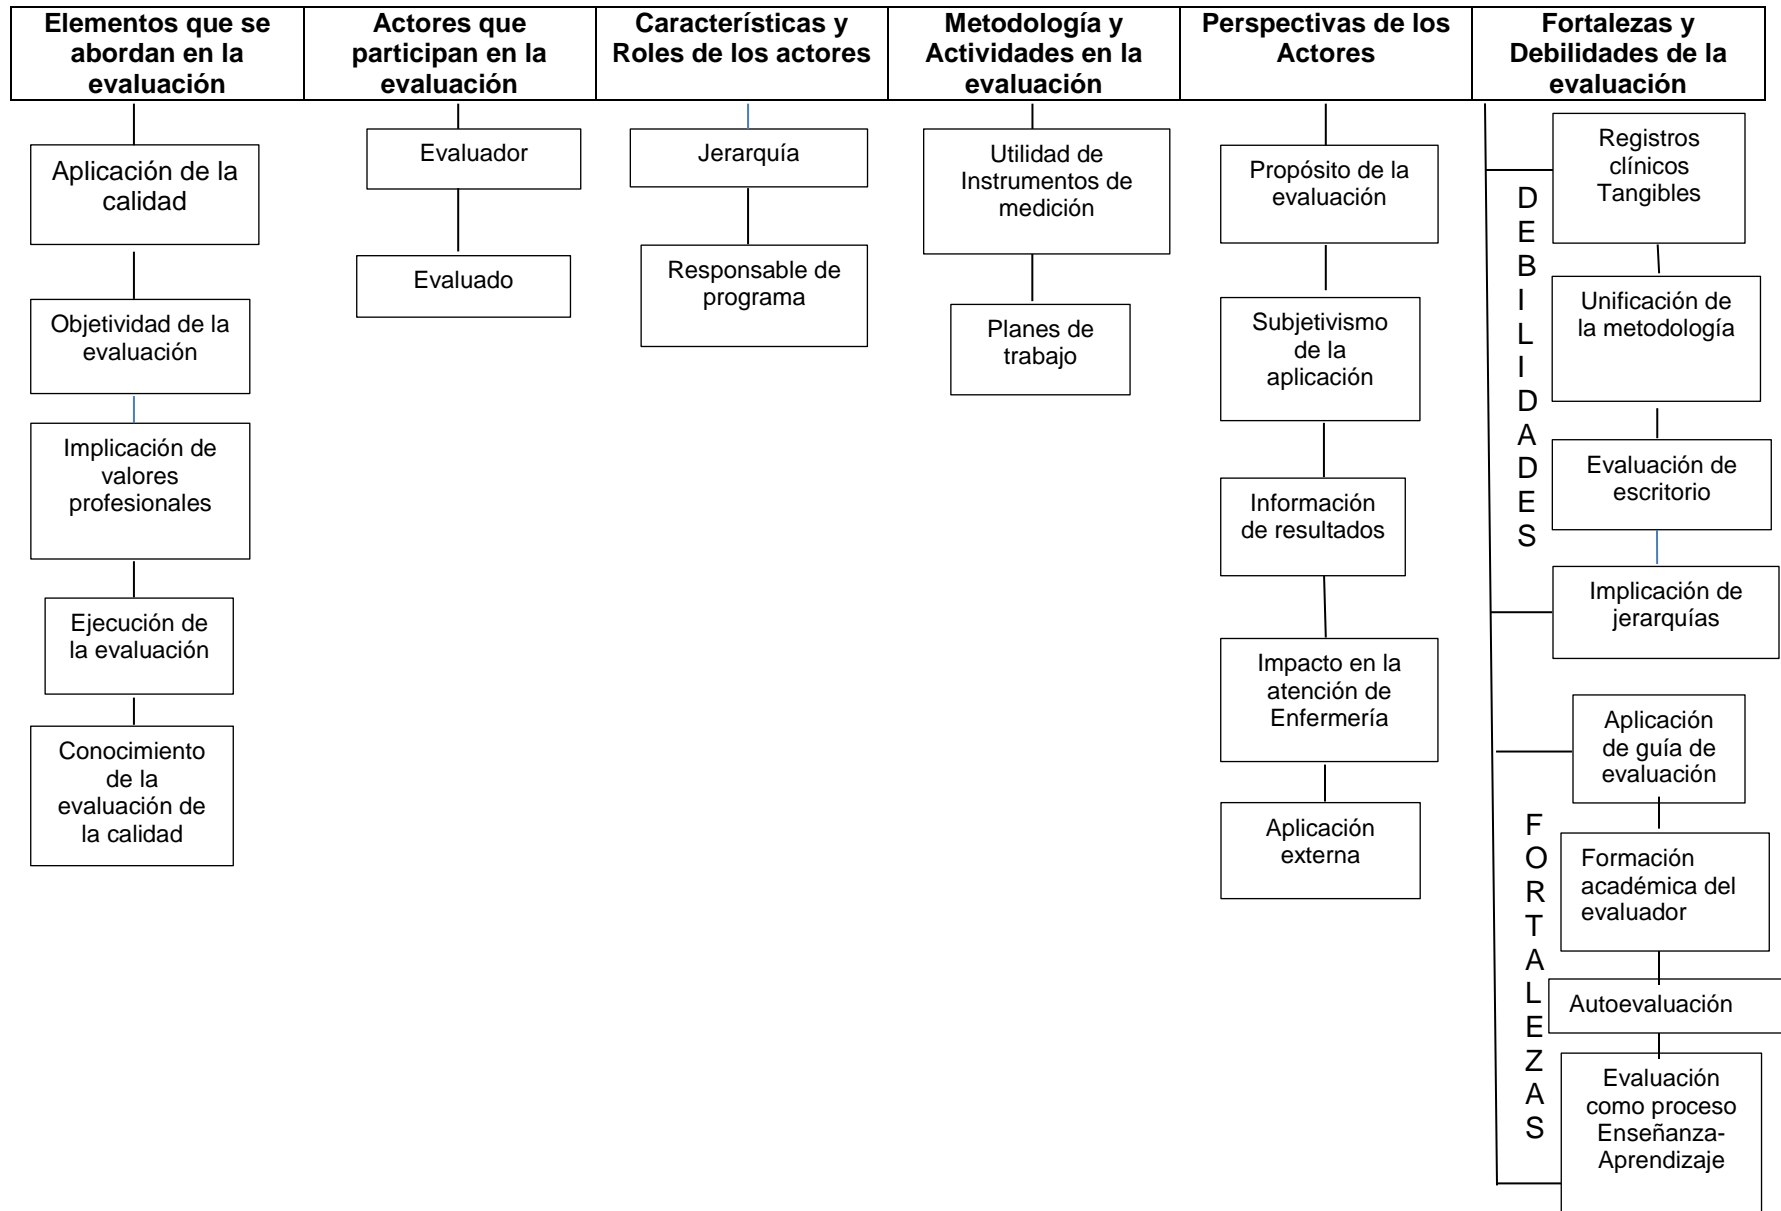 Elementos que se
abordan en la
evaluación
Actores que
participan en la
evaluación
Características y
Roles de los actores
Metodología y
Actividades en la
evaluación
Perspectivas de los
Actores
Fortalezas y
Debilidades de la
evaluación
Aplicación de la
calidad
Objetividad de la
evaluación
Implicación de
valores
profesionales
Ejecución de
la evaluación
Conocimiento
de la
evaluación de
la calidad
Evaluador
Evaluado
Jerarquía
Responsable de
programa
Utilidad de
Instrumentos de
medición
Planes de
trabajo
Propósito de la
evaluación
Subjetivismo
de la
aplicación
Información
de resultados
Impacto en la
atención de
Enfermería
Aplicación
externa
DEBILIDADES
Registros
clínicos
Tangibles
Unificación de
la metodología
Evaluación de
escritorio
Implicación de
jerarquías
FORTALEZAS
Aplicación
de guía de
evaluación
Formación
académica del
evaluador
Autoevaluación
Evaluación
como proceso
Enseñanza-
Aprendizaje